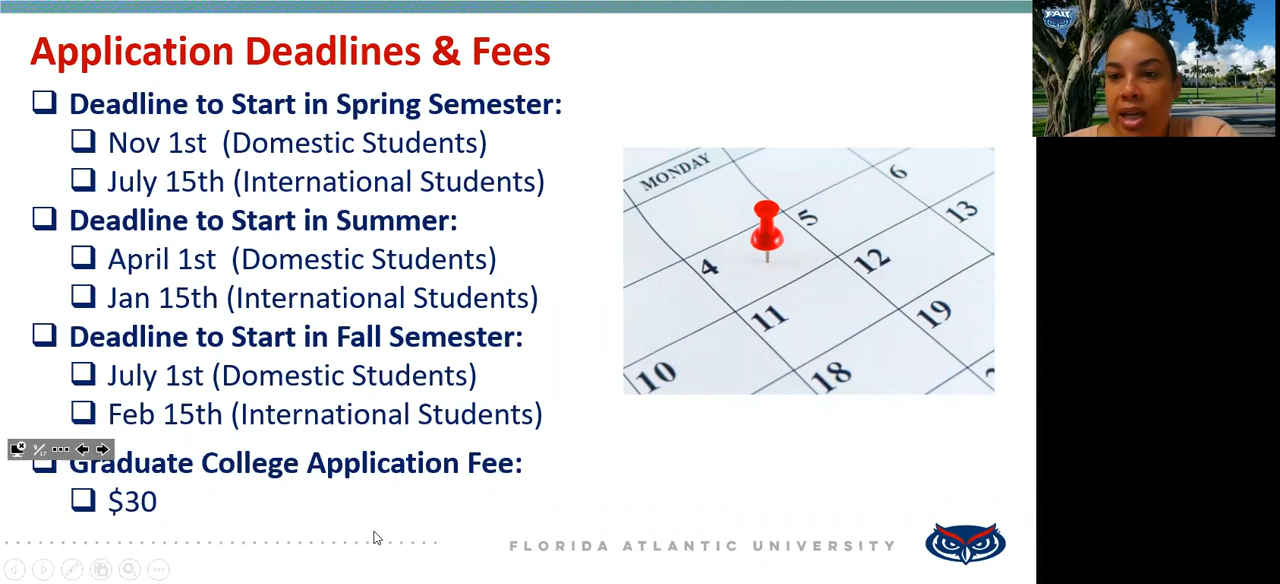 Application Deadlines & Fees
Deadline to Start in Spring Semester:
Nov 1st (Domestic Students)
July 15th (International Students)
Deadline to Start in Summer:
April 1st (Domestic Students)
Jan 15th (International Students)
Deadline to Start in Fall Semester:
July 1st (Domestic Students)
Feb 15th (International Students)
Graduate College Application Fee:
$30
MONDAY
6
5
13
4
12
11
19
10
18
FLORIDA ATLANTIC UNIVERSITY
FAU
9/17